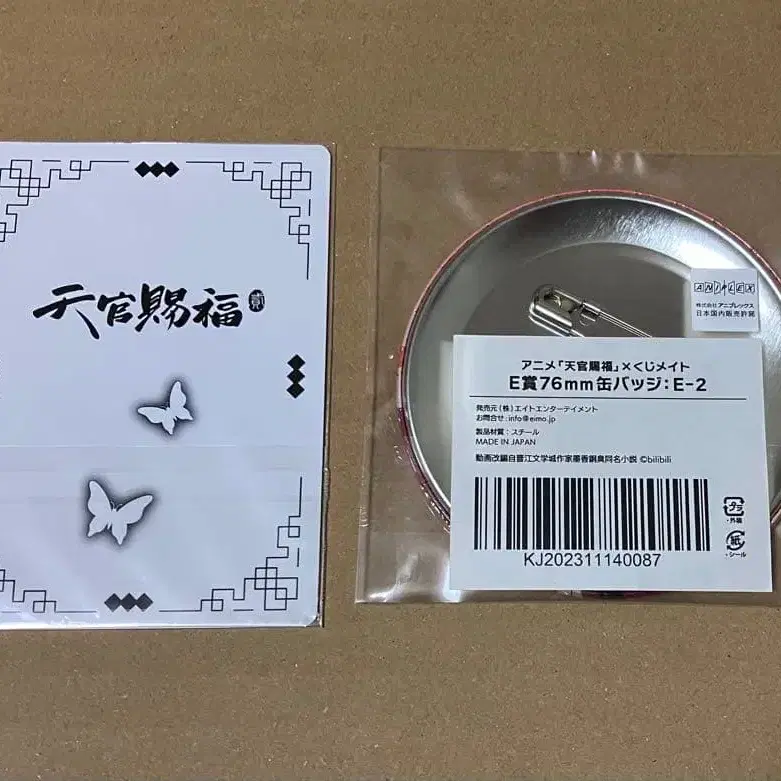 天官賜福 貳
ANIPLEX
株式会社 アニプレックス
日本国内販売許諾
アニメ「天官賜福」×くじメイト
E賞76mm缶バッジ:E-2
発売元(株)エイトエンターテイメント
お問合せ:info@eimo.jp
製品材質:スチール
MADE IN JAPAN
動画改編自晋江文学城作家墨香銅臭同名小説 ©bilibili
KJ202311140087
プラ
・外装
紙
・シール